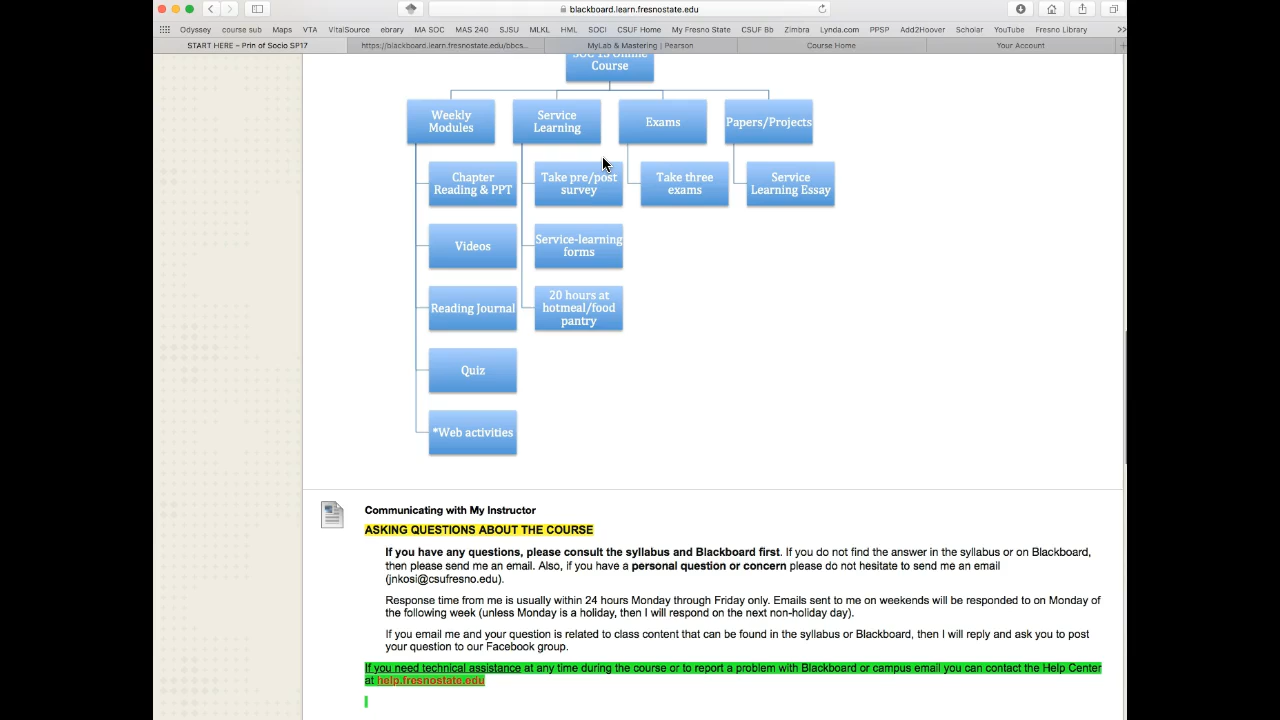 blackboard.learn.fresnostate.edu
Odyssey course sub Maps VTA VitalSource ebrary MA SOC MAS 240 SJSU MLKL HML SOCI CSUF Home My Fresno State CSUF Bb Zimbra Lynda.com PPSP Add2Hoover Scholar YouTube Fresno Library >>
START HERE – Prin of Socio SP17 https://blackboard.learn.fresnostate.edu/bbcs... MyLab & Mastering | Pearson Course Home Your Account +
Online
Course
Weekly
Modules
Service
Learning
Exams
Papers/Projects
Chapter
Reading & PPT
Take pre/post
survey
Take three
exams
Service
Learning Essay
Videos
Service-learning
forms
Reading Journal
20 hours at
hotmeal/food
pantry
Quiz
*Web activities
Communicating with My Instructor
ASKING QUESTIONS ABOUT THE COURSE
If you have any questions, please consult the syllabus and Blackboard first. If you do not find the answer in the syllabus or on Blackboard,
then please send me an email. Also, if you have a personal question or concern please do not hesitate to send me an email
(jnkosi@csufresno.edu).
Response time from me is usually within 24 hours Monday through Friday only. Emails sent to me on weekends will be responded to on Monday of
the following week (unless Monday is a holiday, then I will respond on the next non-holiday day).
If you email me and your question is related to class content that can be found in the syllabus or Blackboard, then I will reply and ask you to post
your question to our Facebook group.
If you need technical assistance at any time during the course or to report a problem with Blackboard or campus email you can contact the Help Center
at help.fresnostate.edu